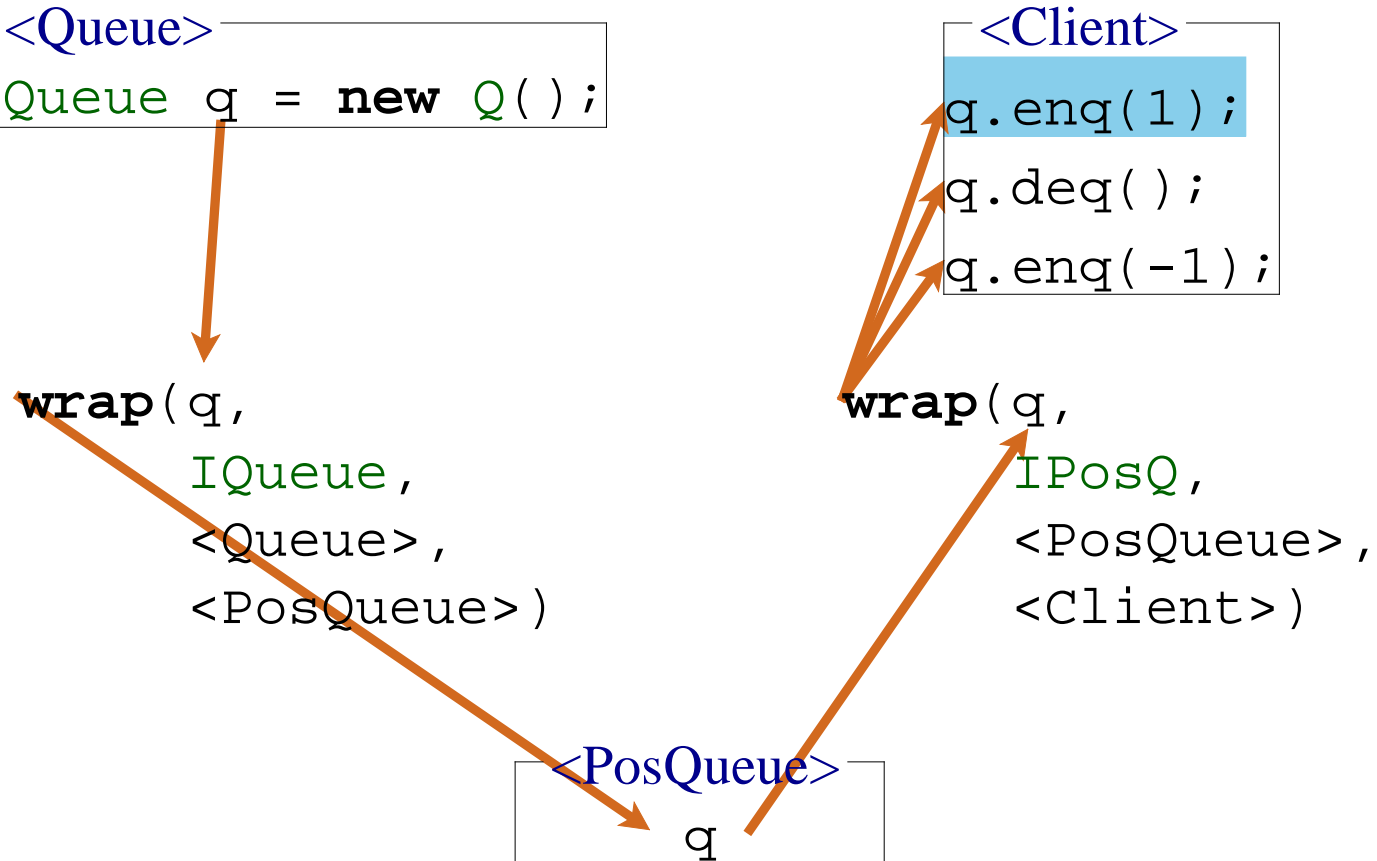 <Queue>
Queue q = new Q();
<Client>
q.enq(1);
q.deq();
q.enq(-1);
wrap(q,
IQueue,
<Queue>,
<PosQueue>)
wrap(q,
IPosQ,
<PosQueue>,
<Client>)
<PosQueue>
q